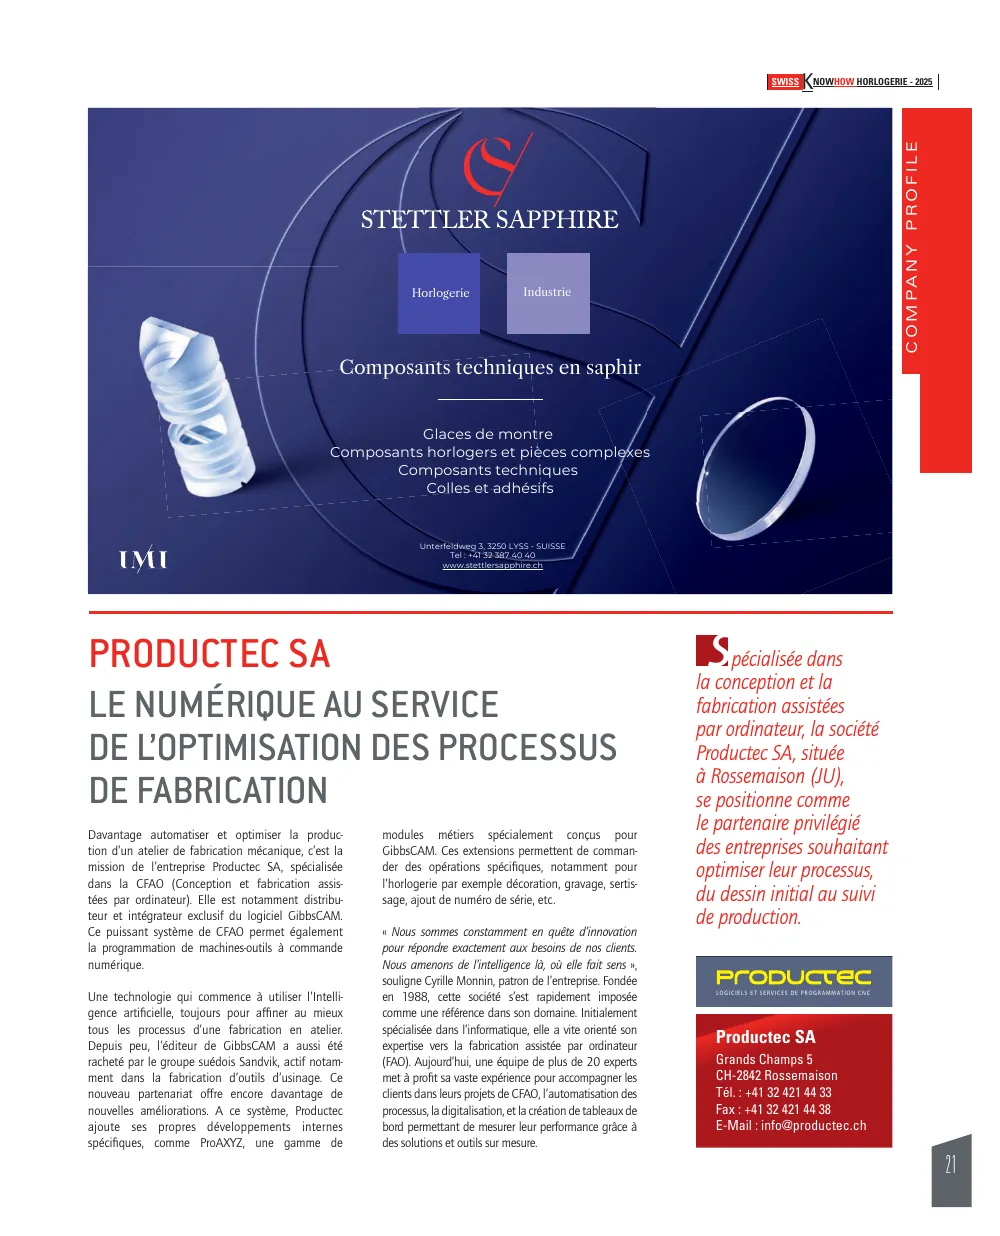 SWISS KNOWHOW HORLOGERIE - 2025
COMPANY PROFILE
STETTLER SAPPHIRE
Horlogerie
Industrie
Composants techniques en saphir
Glaces de montre
Composants horlogers et pièces complexes
Composants techniques
Colles et adhésifs
Unterfeldweg 3, 3250 LYSS - SUISSE
Tel : +41 32 387 40 40
www.stettlersapphire.ch
IMI
PRODUCTEC SA
LE NUMÉRIQUE AU SERVICE
DE L’OPTIMISATION DES PROCESSUS
DE FABRICATION
Davantage automatiser et optimiser la produc-
tion d’un atelier de fabrication mécanique, c’est la
mission de l’entreprise Productec SA, spécialisée
dans la CFAO (Conception et fabrication assis-
tées par ordinateur). Elle est notamment distribu-
teur et intégrateur exclusif du logiciel GibbsCAM.
Ce puissant système de CFAO permet également
la programmation de machines-outils à commande
numérique.
Une technologie qui commence à utiliser l’Intelli-
gence artificielle, toujours pour affiner au mieux
tous les processus d’une fabrication en atelier.
Depuis peu, l’éditeur de GibbsCAM a aussi été
racheté par le groupe suédois Sandvik, actif notam-
ment dans la fabrication d’outils d’usinage. Ce
nouveau partenariat offre encore davantage de
nouvelles améliorations. A ce système, Productec
ajoute ses propres développements internes
spécifiques, comme ProAXYZ, une gamme de
modules métiers spécialement conçus pour
GibbsCAM. Ces extensions permettent de comman-
der des opérations spécifiques, notamment pour
l’horlogerie par exemple décoration, gravage, sertis-
sage, ajout de numéro de série, etc.
« Nous sommes constamment en quête d’innovation
pour répondre exactement aux besoins de nos clients.
Nous amenons de l’intelligence là, où elle fait sens »,
souligne Cyrille Monnin, patron de l’entreprise. Fondée
en 1988, cette société s’est rapidement imposée
comme une référence dans son domaine. Initialement
spécialisée dans l’informatique, elle a vite orienté son
expertise vers la fabrication assistée par ordinateur
(FAO). Aujourd’hui, une équipe de plus de 20 experts
met à profit sa vaste expérience pour accompagner les
clients dans leurs projets de CFAO, l’automatisation des
processus, la digitalisation, et la création de tableaux de
bord permettant de mesurer leur performance grâce à
des solutions et outils sur mesure.
Spécialisée dans
la conception et la
fabrication assistées
par ordinateur, la société
Productec SA, située
à Rossemaison (JU),
se positionne comme
le partenaire privilégié
des entreprises souhaitant
optimiser leur processus,
du dessin initial au suivi
de production.
PRODUCTEC
LOGICIELS ET SERVICES DE PROGRAMMATION CNC
Productec SA
Grands Champs 5
CH-2842 Rossemaison
Tél. : +41 32 421 44 33
Fax : +41 32 421 44 38
E-Mail : info@productec.ch
21